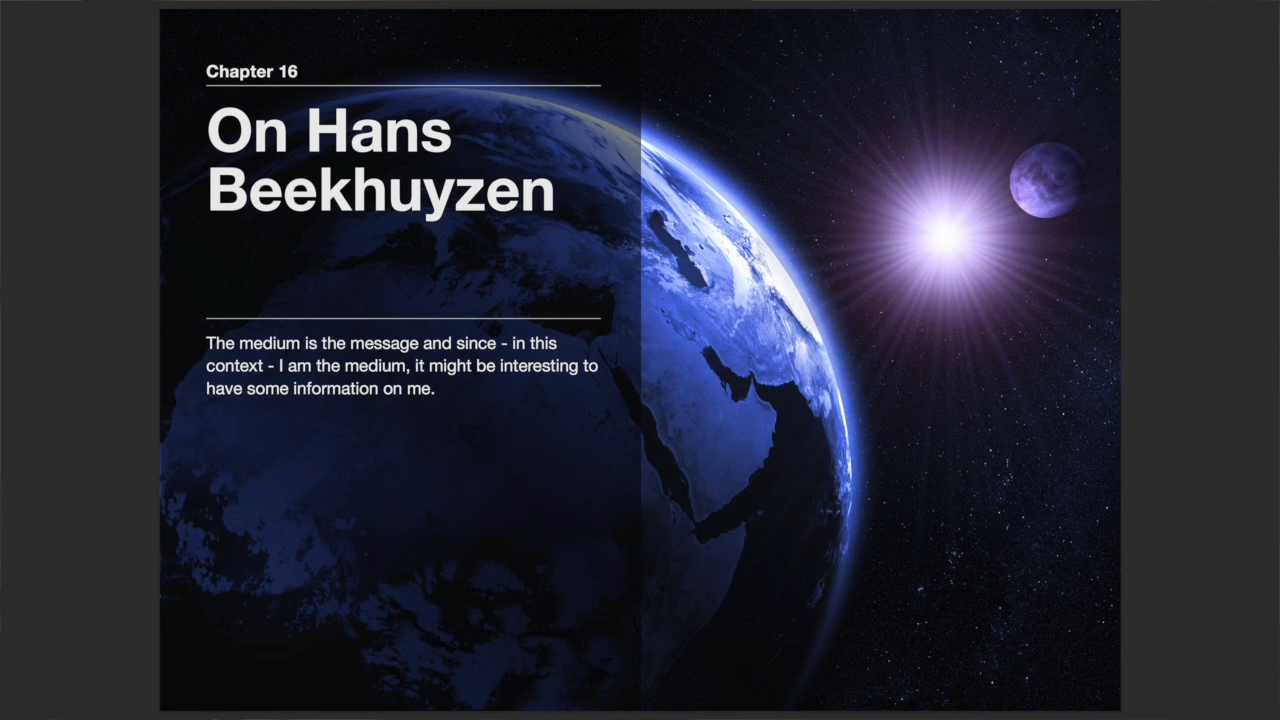 Chapter 16
On Hans
Beekhuyzen
The medium is the message and since - in this
context - I am the medium, it might be interesting to
have some information on me.